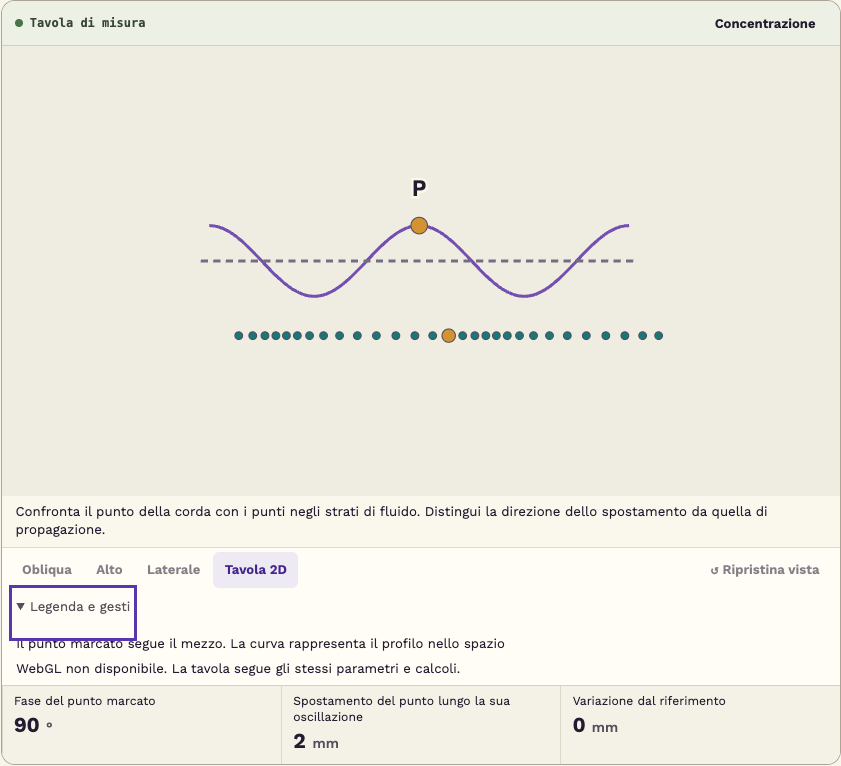 Tavola di misura
Concentrazione
P
Confronta il punto della corda con i punti negli strati di fluido. Distingui la direzione dello spostamento da quella di
propagazione.
Obliqua Alto Laterale Tavola 2D ↺ Ripristina vista
▼ Legenda e gesti
Il punto marcato segue il mezzo. La curva rappresenta il profilo nello spazio
WebGL non disponibile. La tavola segue gli stessi parametri e calcoli.
Fase del punto marcato
90 °
Spostamento del punto lungo la sua
oscillazione
2 mm
Variazione dal riferimento
0 mm